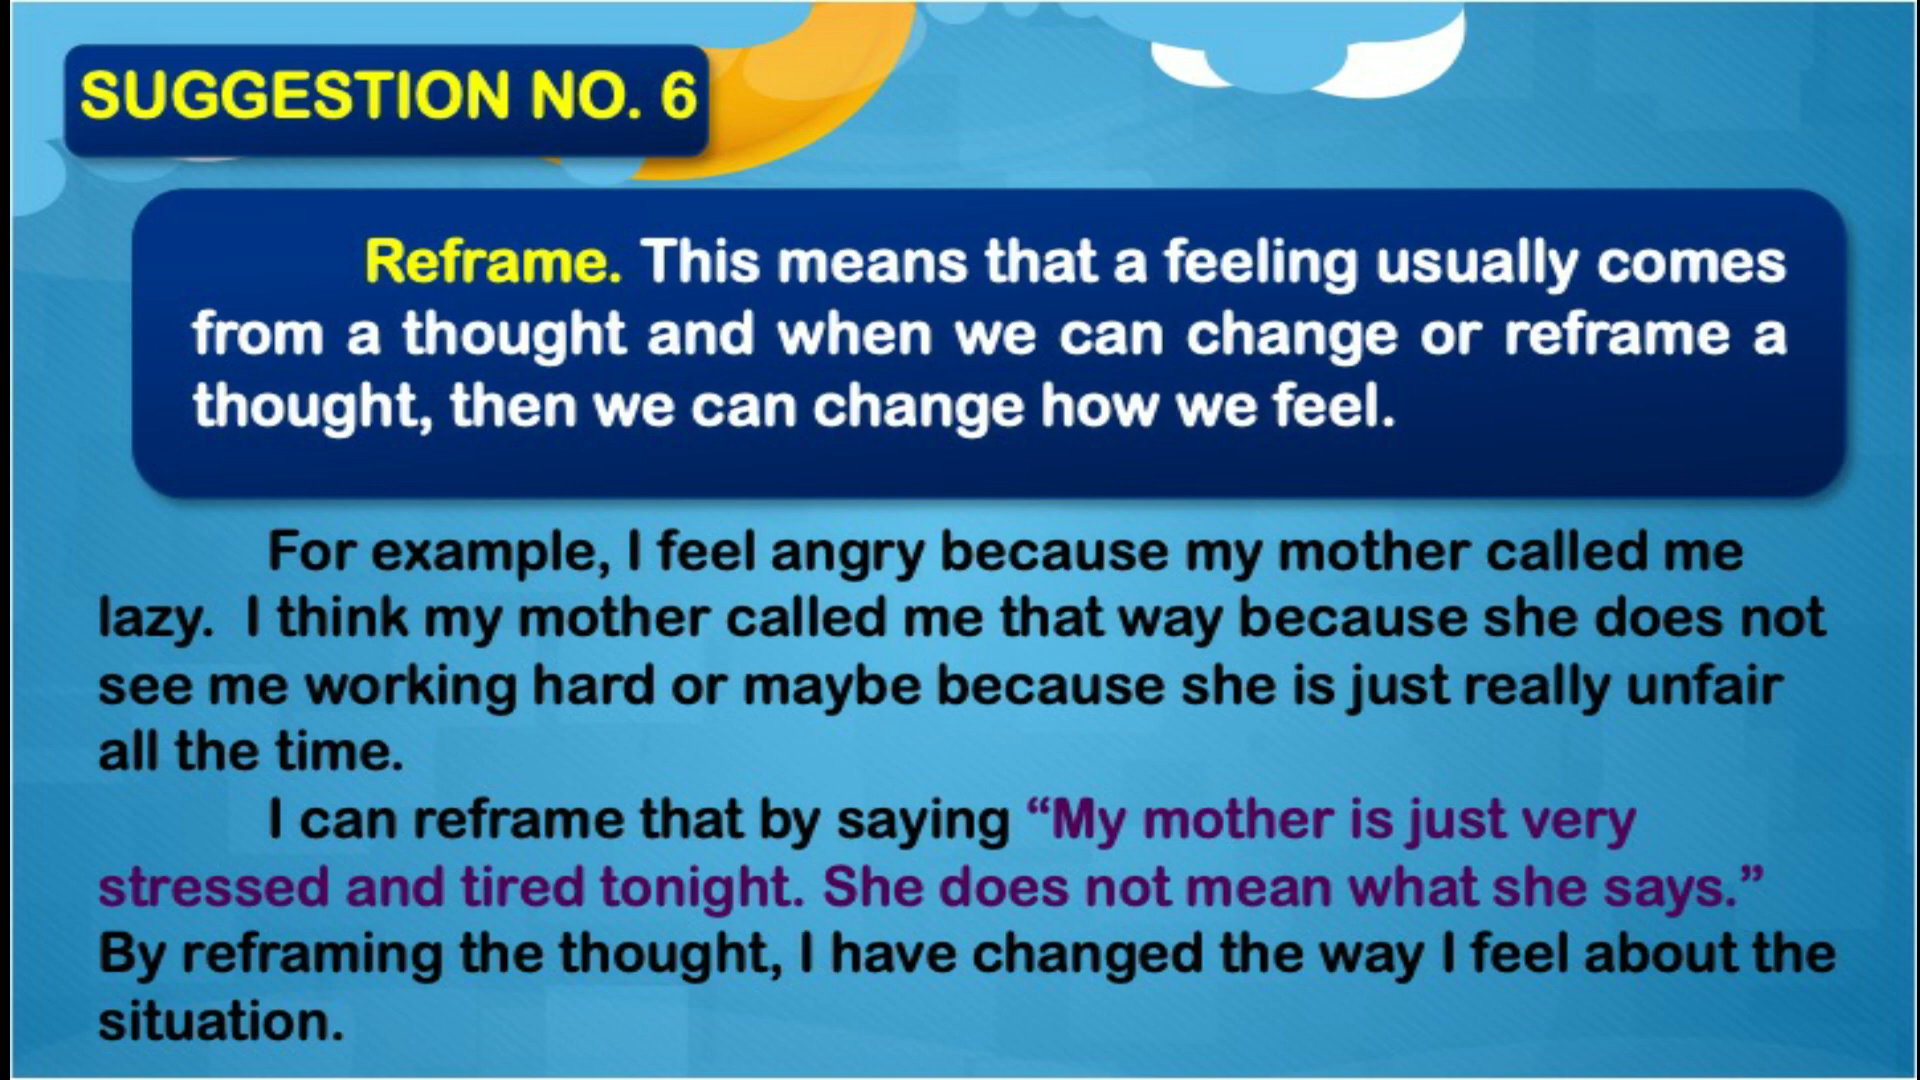 SUGGESTION NO. 6
Reframe. This means that a feeling usually comes
from a thought and when we can change or reframe a
thought, then we can change how we feel.
For example, I feel angry because my mother called me
lazy. I think my mother called me that way because she does not
see me working hard or maybe because she is just really unfair
all the time.
I can reframe that by saying “My mother is just very
stressed and tired tonight. She does not mean what she says.”
By reframing the thought, I have changed the way I feel about the
situation.